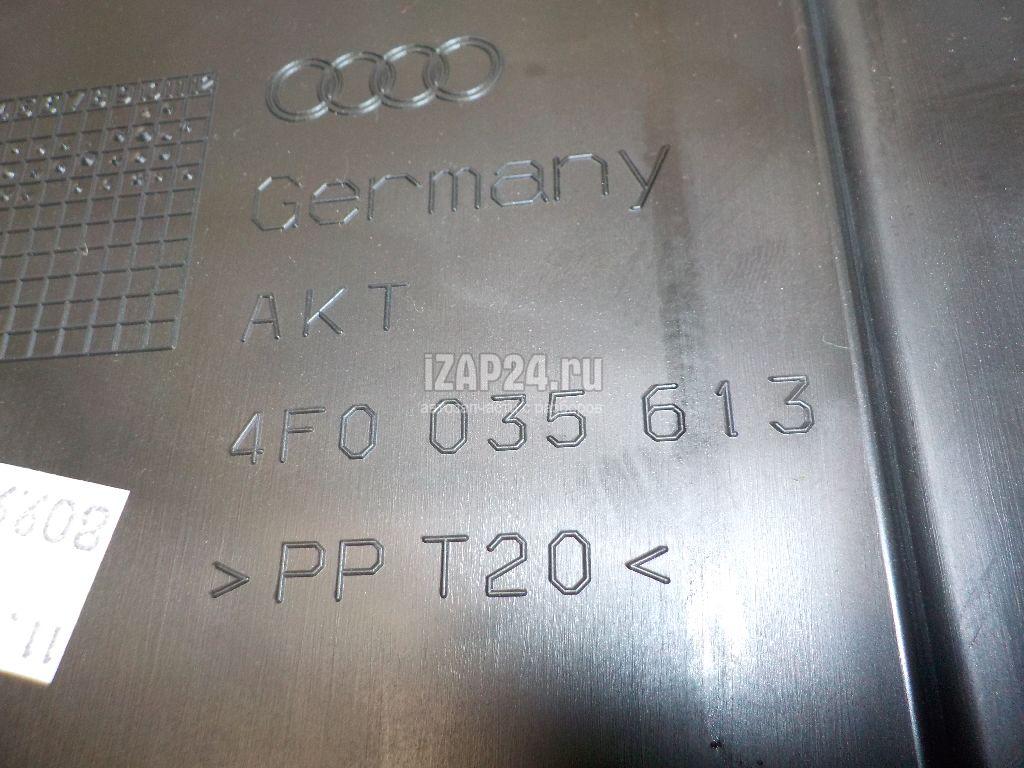 Germany
AKT
iZAP24.ru
4F0 035 613
>PP T20<